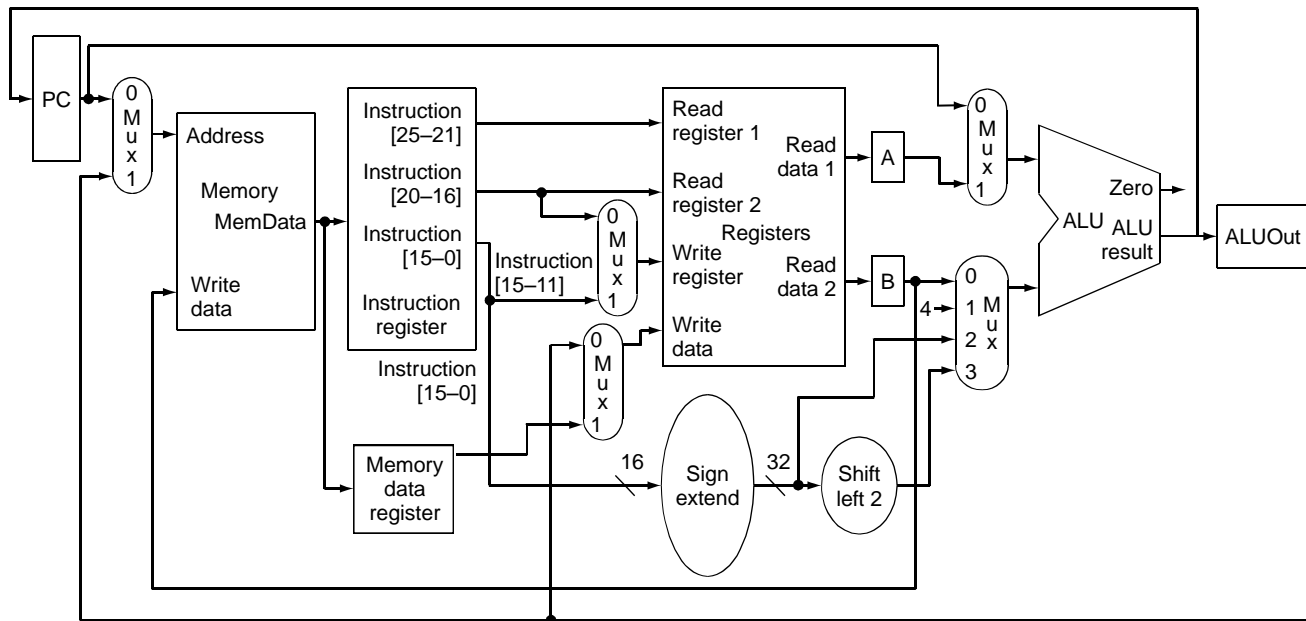 PC
0
M
u
x
1
Address
Memory
MemData
Write
data
Instruction
[25–21]
Instruction
[20–16]
Instruction
[15–0]
Instruction
register
Instruction
[15–11]
Instruction
[15–0]
Memory
data
register
0
M
u
x
1
0
M
u
x
1
Read
register 1
Read
register 2
Registers
Write
register
Write
data
Read
data 1
Read
data 2
16
Sign
extend
32
Shift
left 2
A
B
4
0
M
u
x
1
0
1
2
3
M
u
x
Zero
ALU
ALU
result
ALUOut